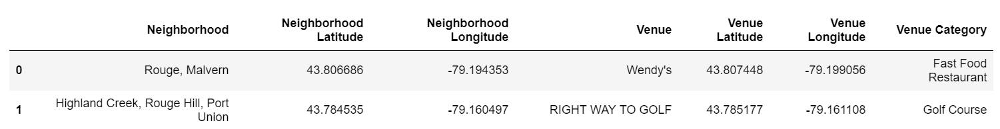 Neighborhood Neighborhood Latitude Neighborhood Longitude Venue Venue Latitude Venue Longitude Venue Category
0 Rouge, Malvern 43.806686 -79.194353 Wendy's 43.807448 -79.199056 Fast Food Restaurant
1 Highland Creek, Rouge Hill, Port Union 43.784535 -79.160497 RIGHT WAY TO GOLF 43.785177 -79.161108 Golf Course